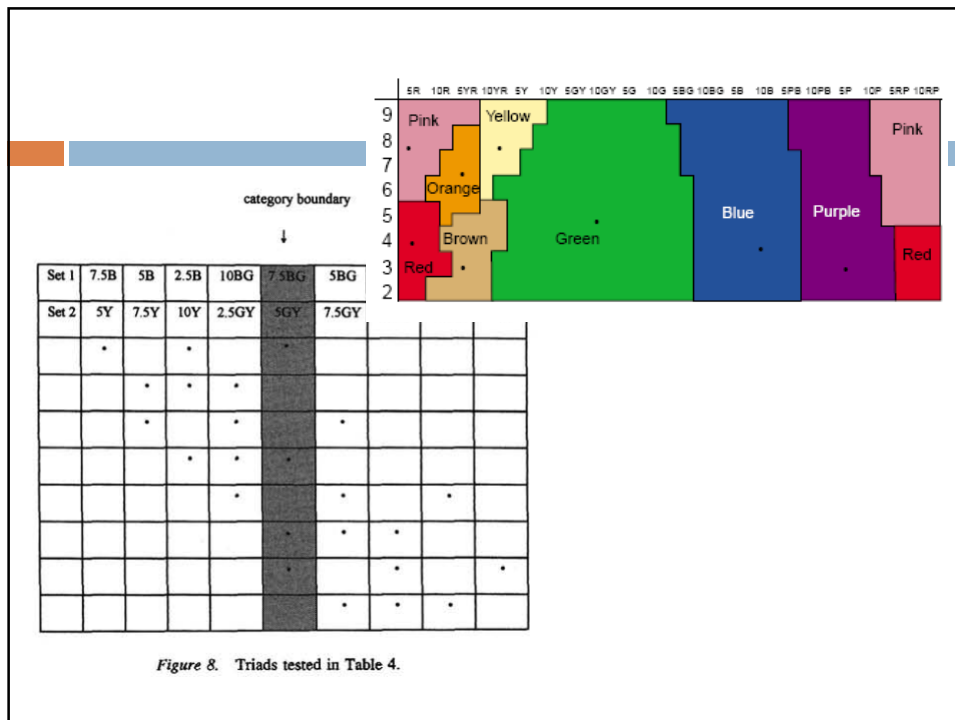 5R 10R 5YR 10YR 5Y 10Y 5GY 10GY 5G 10G 5BG 10BG 5B 10B 5PB 10PB 5P 10P 5RP 10RP
9
8
7
6
5
4
3
2
Pink
Yellow
Pink
Orange
Brown
Green
Blue
Purple
Red
Red
category boundary
↓
Set 1 7.5B 5B 2.5B 10BG 7.5BG 5BG
Set 2 5Y 7.5Y 10Y 2.5GY 5GY 7.5GY
Figure 8. Triads tested in Table 4.